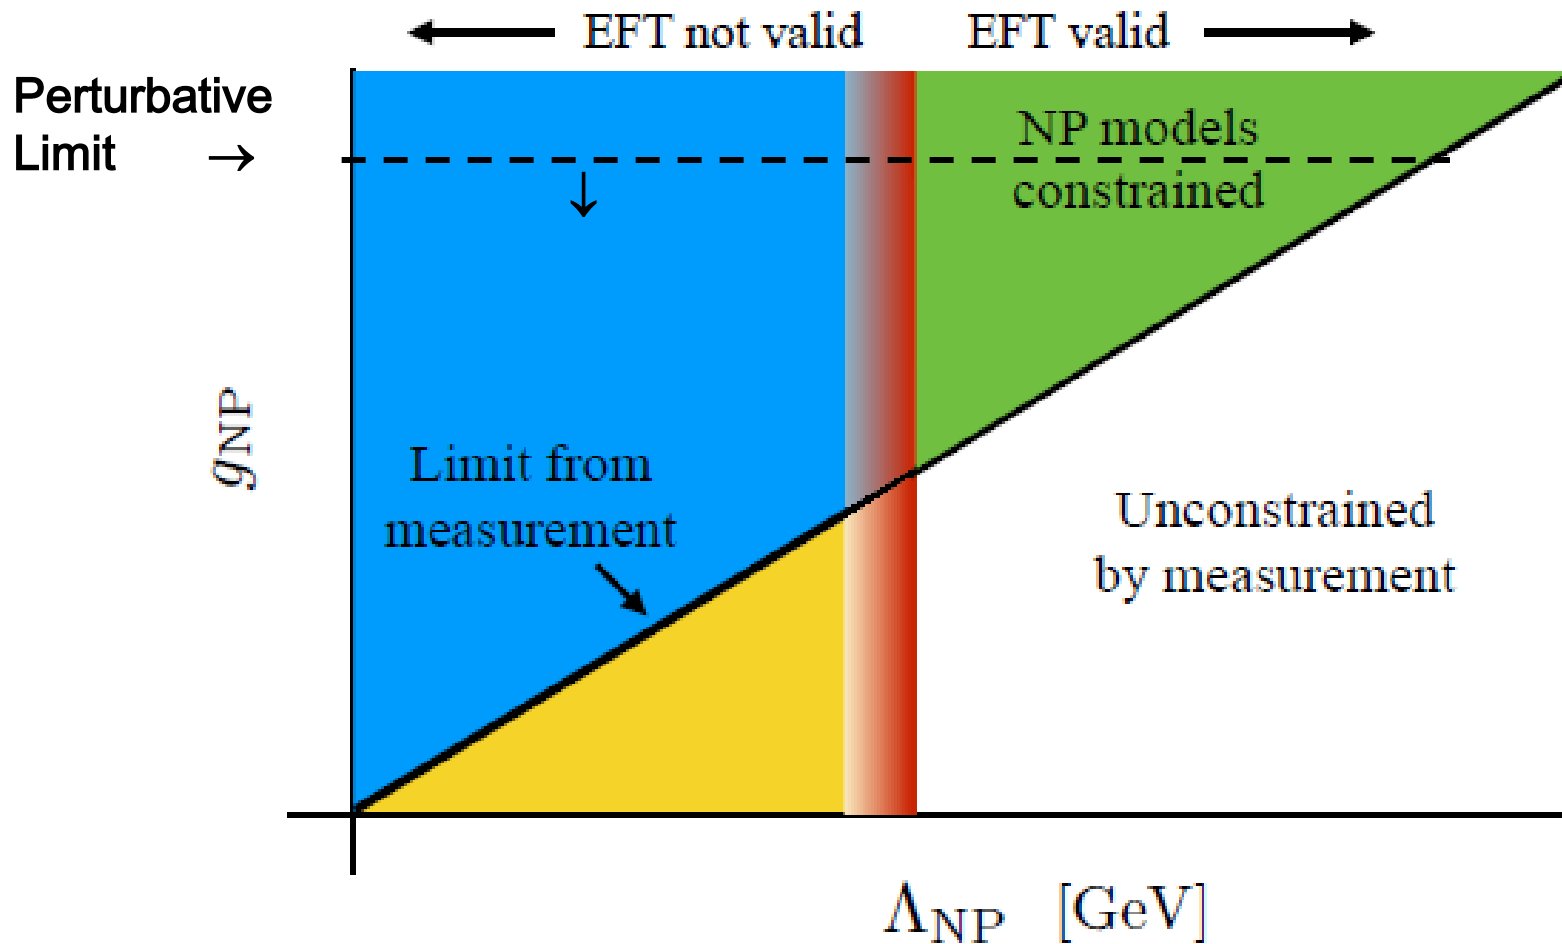 ← EFT not valid EFT valid →
Perturbative
Limit →
NP models
constrained
↓
g_NP
Limit from
measurement
Unconstrained
by measurement
Λ_NP [GeV]